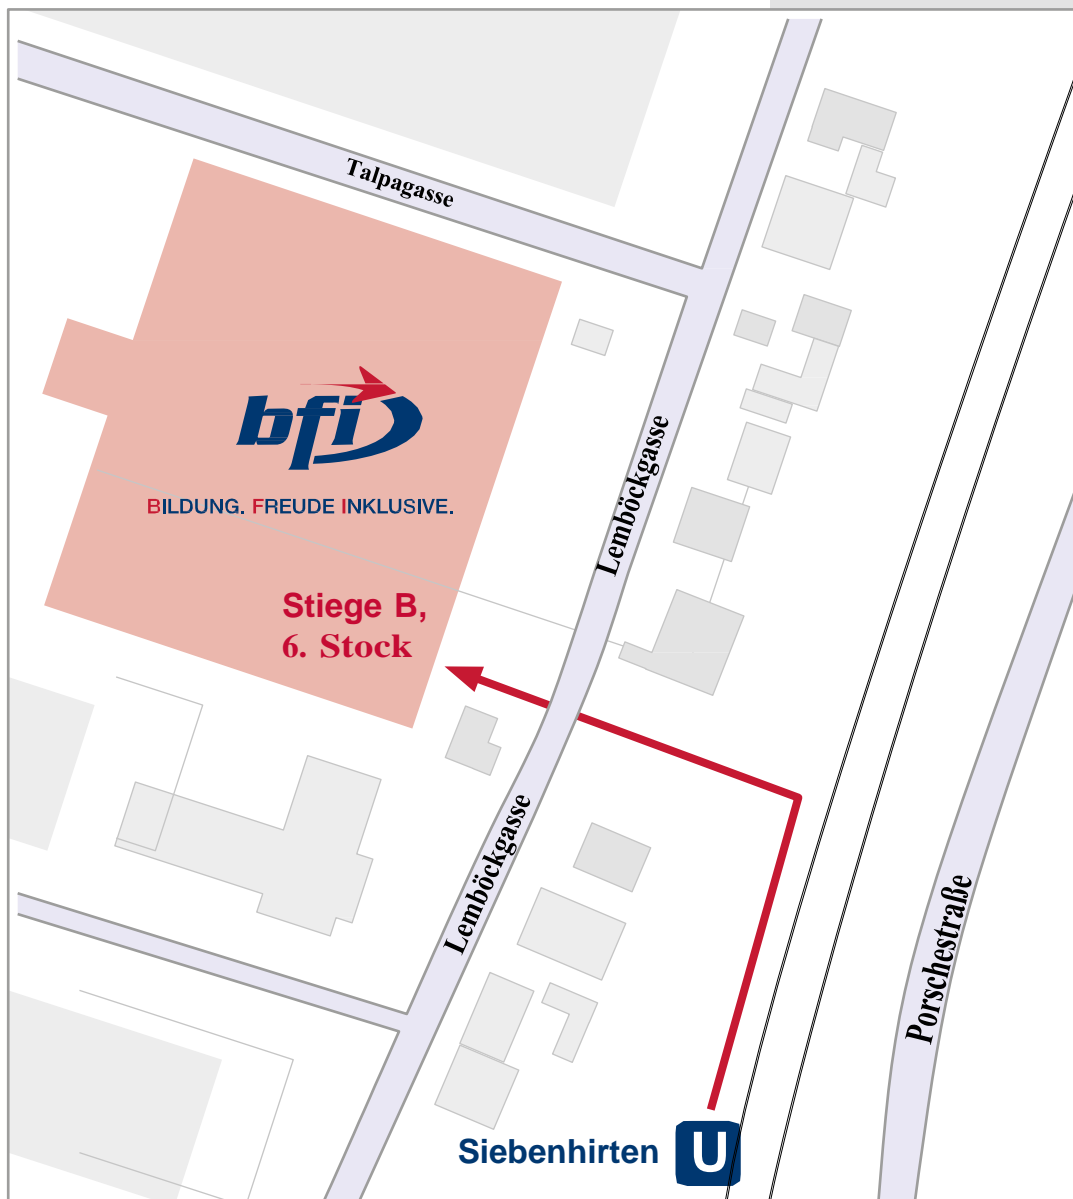 Talpagasse
bfi
BILDUNG. FREUDE INKLUSIVE.
Lemböckgasse
Stiege B,
6. Stock
Lemböckgasse
Porschestraße
Siebenhirten U